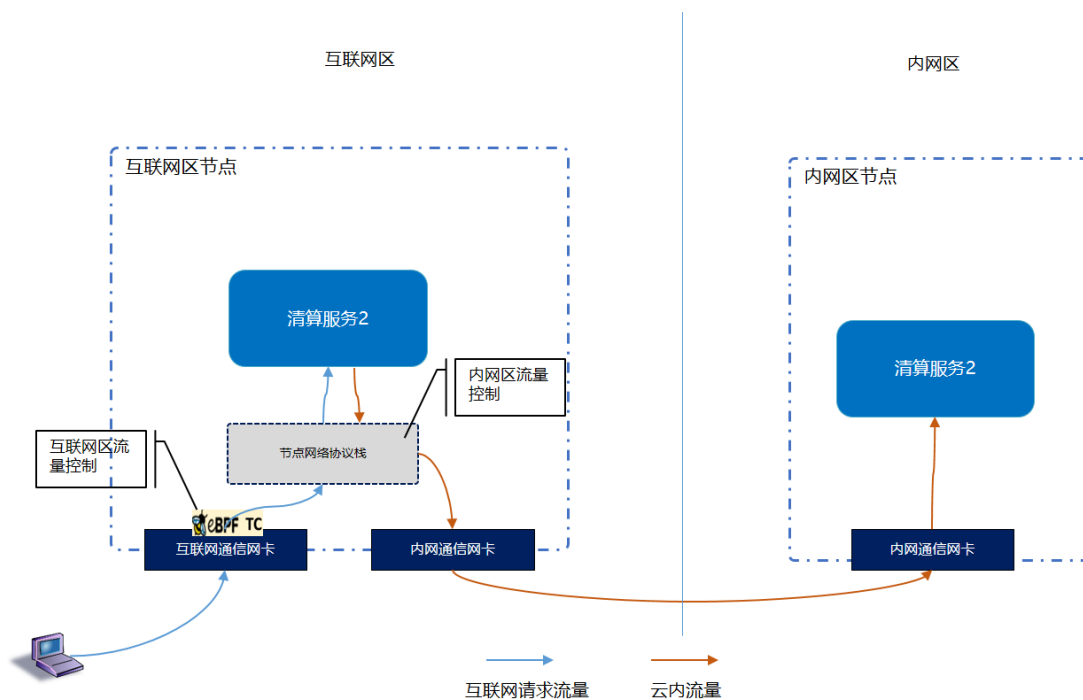 互联网区
内网区
互联网区节点
内网区节点
清算服务2
清算服务2
内网区流量
控制
互联网区流
量控制
节点网络协议栈
eBPF TC
互联网通信网卡
内网通信网卡
内网通信网卡
互联网请求流量
云内流量